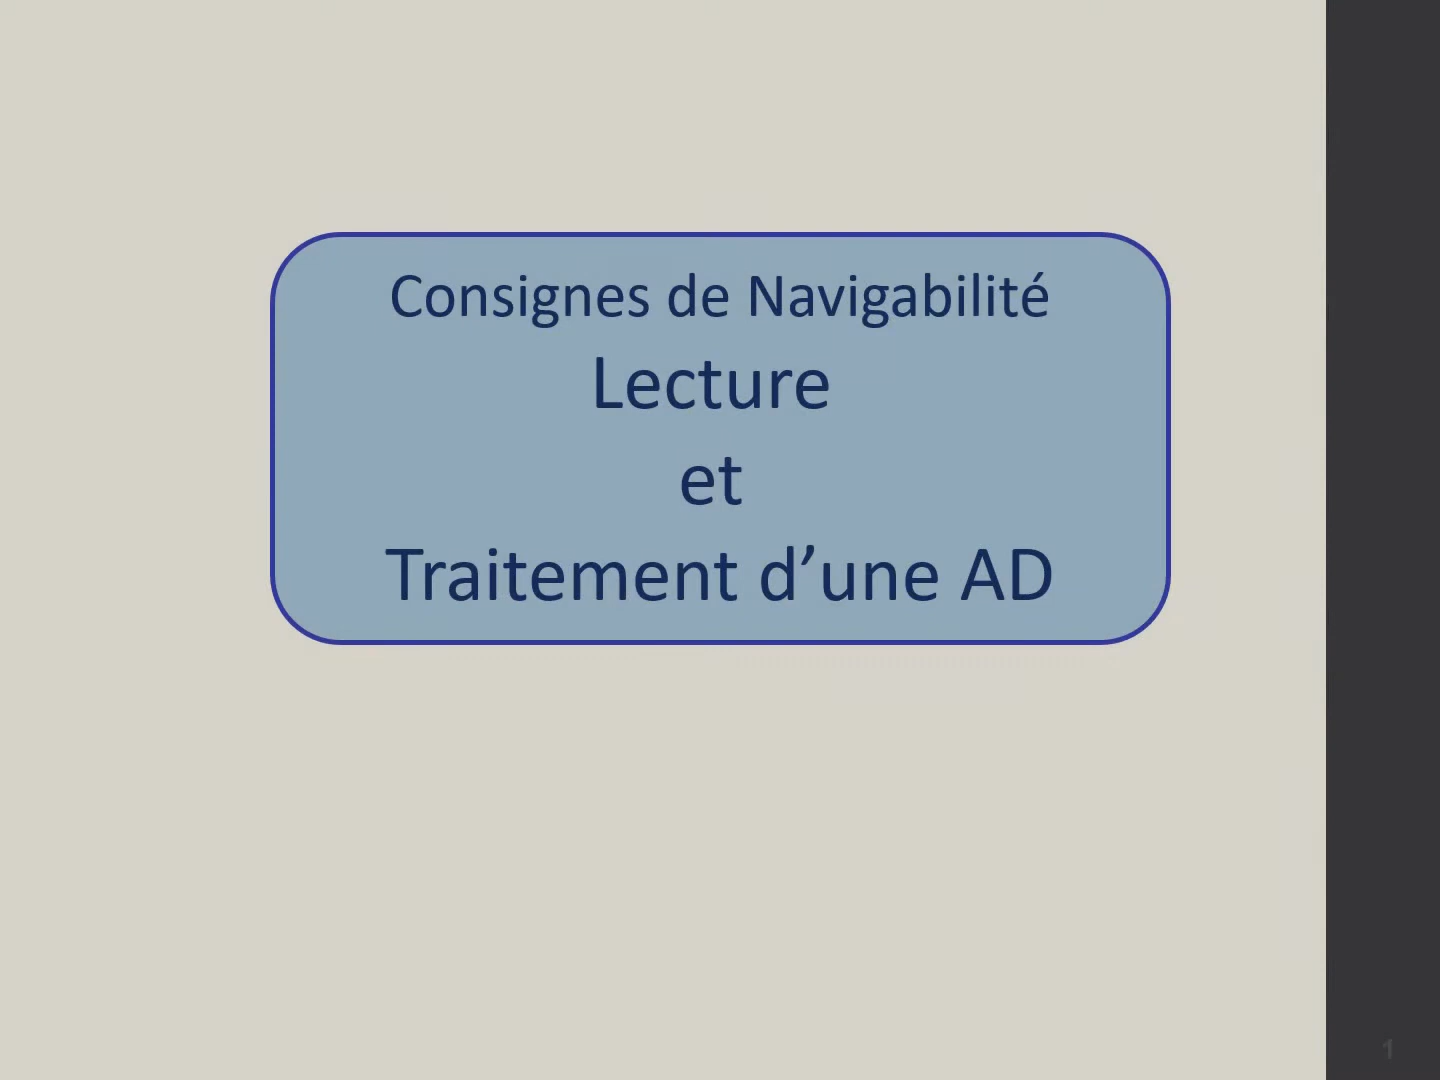 Consignes de Navigabilité
Lecture
et
Traitement d’une AD
1